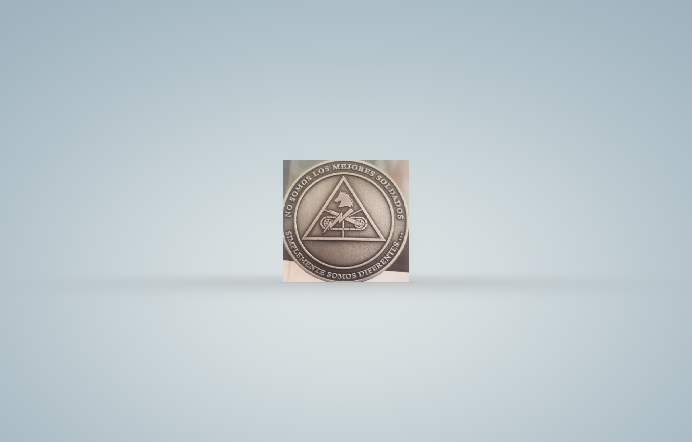 NO SOMOS LOS MEJORES SOLDADOS
SIMPLEMENTE SOMOS DIFERENTES...